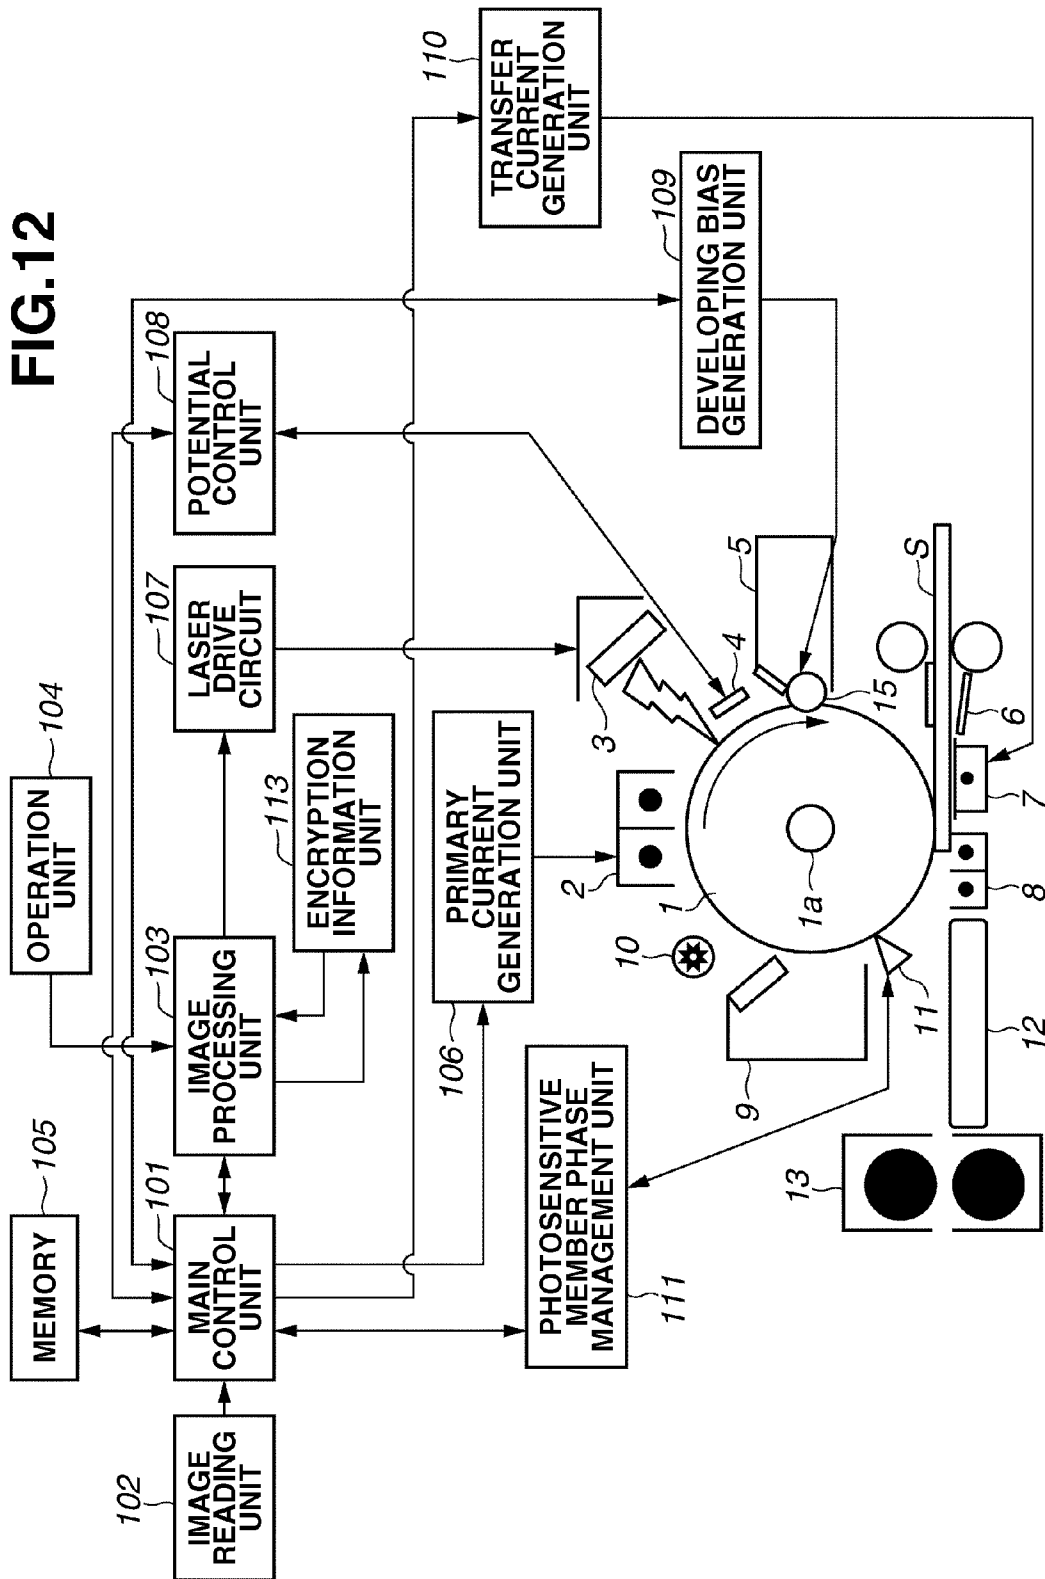 FIG.12
105
MEMORY
104
OPERATION
UNIT
102
IMAGE
READING
UNIT
101
MAIN
CONTROL
UNIT
103
IMAGE
PROCESSING
UNIT
107
LASER
DRIVE
CIRCUIT
108
POTENTIAL
CONTROL
UNIT
113
ENCRYPTION
INFORMATION
UNIT
110
TRANSFER
CURRENT
GENERATION
UNIT
106
PRIMARY
CURRENT
GENERATION UNIT
111
PHOTOSENSITIVE
MEMBER PHASE
MANAGEMENT UNIT
109
DEVELOPING BIAS
GENERATION UNIT
10
2
3
4
5
1
9
1a
15
S
13
11
6
12
8
7